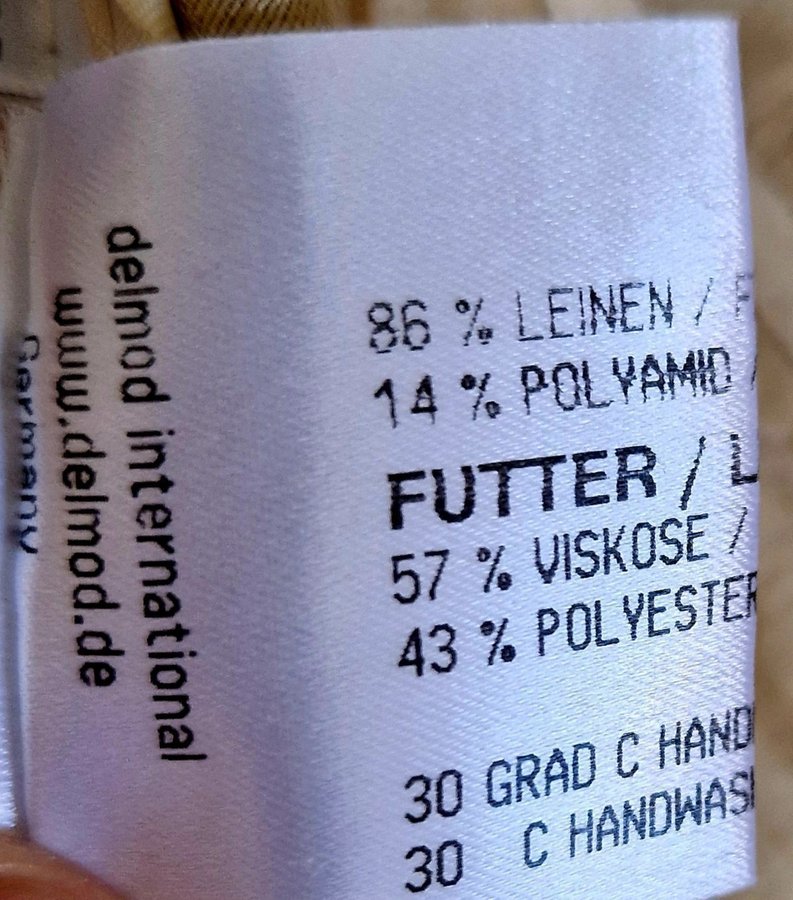 delmod international
www.delmod.de
Germany
86 % LEINEN /
14 % POLYAMID /
FUTTER /
57 % VISKOSE /
43 % POLYESTER
30 GRAD C HAND
30 C HANDWAS